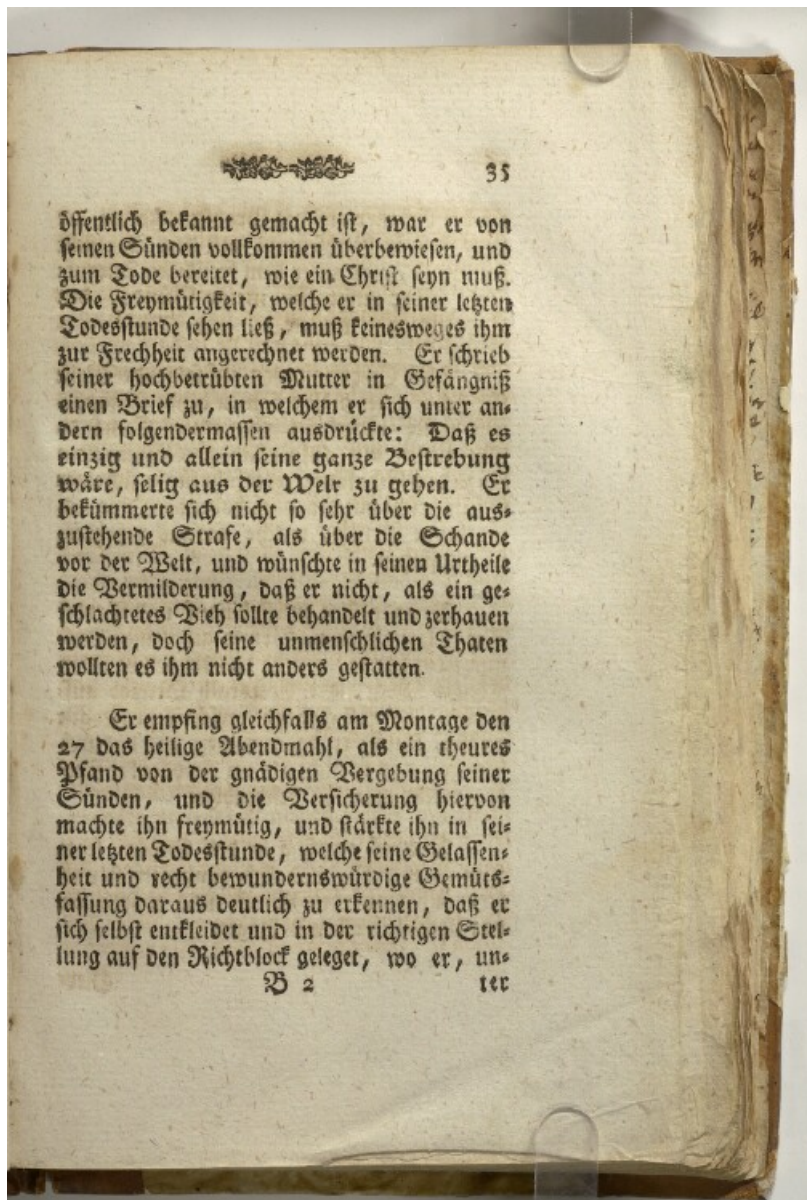 35
öffentlich bekannt gemacht ist, war er von
seinen Sünden vollkommen überbewiesen, und
zum Tode bereitet, wie ein Christ seyn muß.
Die Freymütigkeit, welche er in seiner letzten
Todesstunde sehen ließ, muß keinesweges ihm
zur Frechheit angerechnet werden. Er schrieb
seiner hochbetrübten Mutter in Gefängniß
einen Brief zu, in welchem er sich unter an-
dern folgendermassen ausdrückte: Daß es
einzig und allein seine ganze Bestrebung
wäre, selig aus der Welt zu gehen. Er
bekümmerte sich nicht so sehr über die aus-
zustehende Strafe, als über die Schande
vor der Welt, und wünschte in seinen Urtheile
die Vermilderung, daß er nicht, als ein ge-
schlachtetes Vieh sollte behandelt und zerhauen
werden, doch seine unmenschlichen Thaten
wollten es ihm nicht anders gestatten.
Er empfing gleichfalls am Montage den
27 das heilige Abendmahl, als ein theures
Pfand von der gnädigen Vergebung seiner
Sünden, und die Versicherung hiervon
machte ihn freymütig, und stärkte ihn in sei-
ner letzten Todesstunde, welche seine Gelassen-
heit und recht bewundernswürdige Gemüts-
fassung daraus deutlich zu erkennen, daß er
sich selbst entkleidet und in der richtigen Stel-
lung auf den Richtblock geleget, wo er, un-
B 2 ter